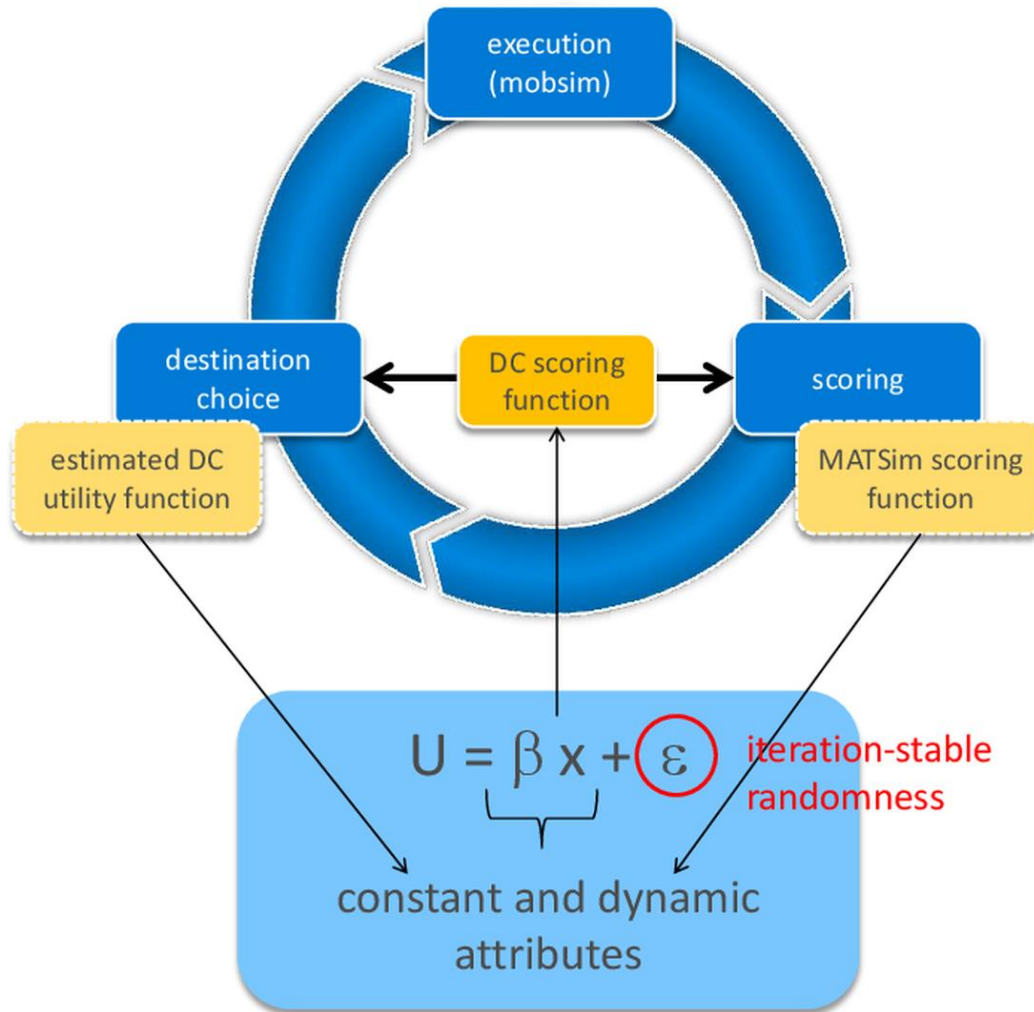 execution
(mobsim)
destination
choice
DC scoring
function
scoring
estimated DC
utility function
MATSim scoring
function
U = β x + ε
iteration-stable
randomness
constant and dynamic
attributes